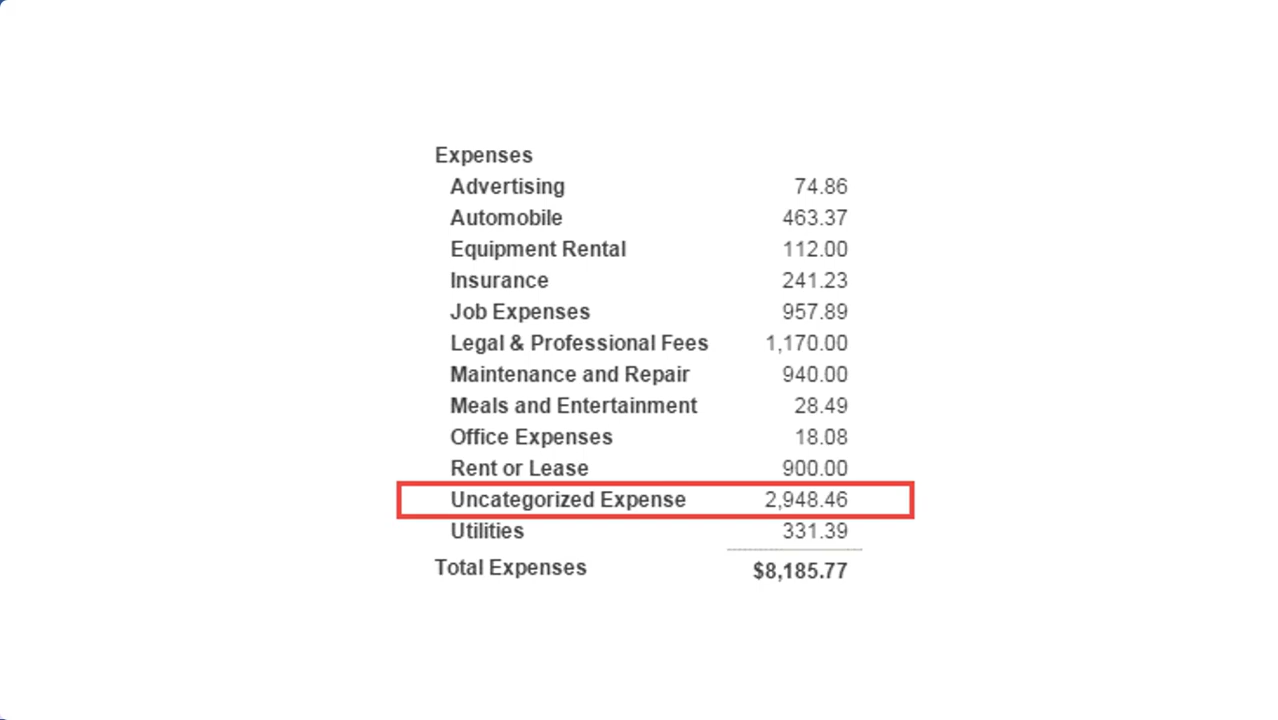 Expenses
Advertising 74.86
Automobile 463.37
Equipment Rental 112.00
Insurance 241.23
Job Expenses 957.89
Legal & Professional Fees 1,170.00
Maintenance and Repair 940.00
Meals and Entertainment 28.49
Office Expenses 18.08
Rent or Lease 900.00
Uncategorized Expense 2,948.46
Utilities 331.39
Total Expenses $8,185.77